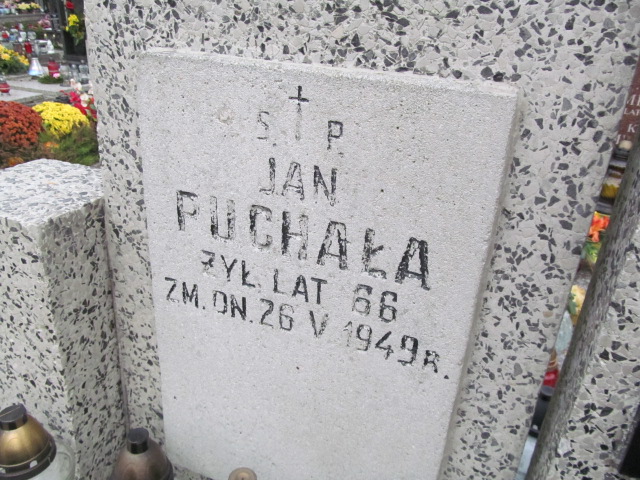 S. P.
JAN
PUCHAŁA
ŻYŁ. LAT 66
ZM. DN. 26 V 1949 R.